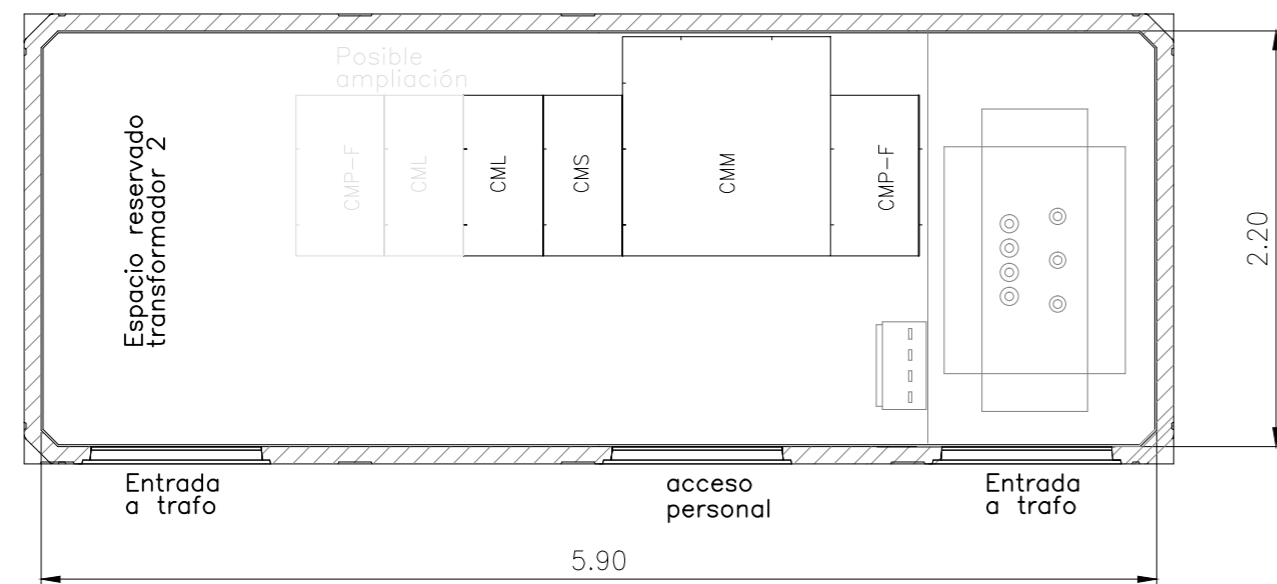 Posible
ampliación
Espacio reservado
transformador 2
CMP-F
CML
CML
CMS
CMM
CMP-F
2.20
Entrada
a trafo
acceso
personal
Entrada
a trafo
5.90